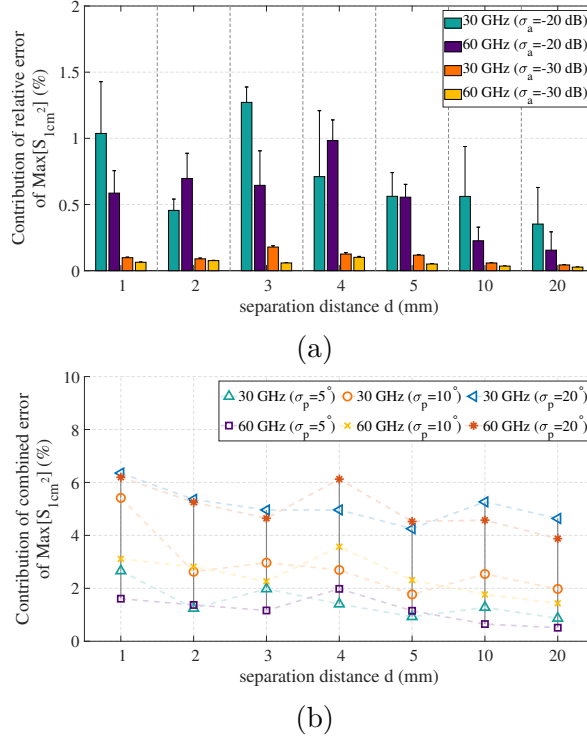 30 GHz (σa=-20 dB)
60 GHz (σa=-20 dB)
30 GHz (σa=-30 dB)
60 GHz (σa=-30 dB)
Contribution of relative error
of Max[S1cm2] (%)
2
1.5
1
0.5
0
1 2 3 4 5 10 20
separation distance d (mm)
(a)
30 GHz (σp=5°) 30 GHz (σp=10°) 30 GHz (σp=20°)
60 GHz (σp=5°) 60 GHz (σp=10°) 60 GHz (σp=20°)
Contribution of combined error
of Max[S1cm2] (%)
10
8
6
4
2
0
1 2 3 4 5 10 20
separation distance d (mm)
(b)